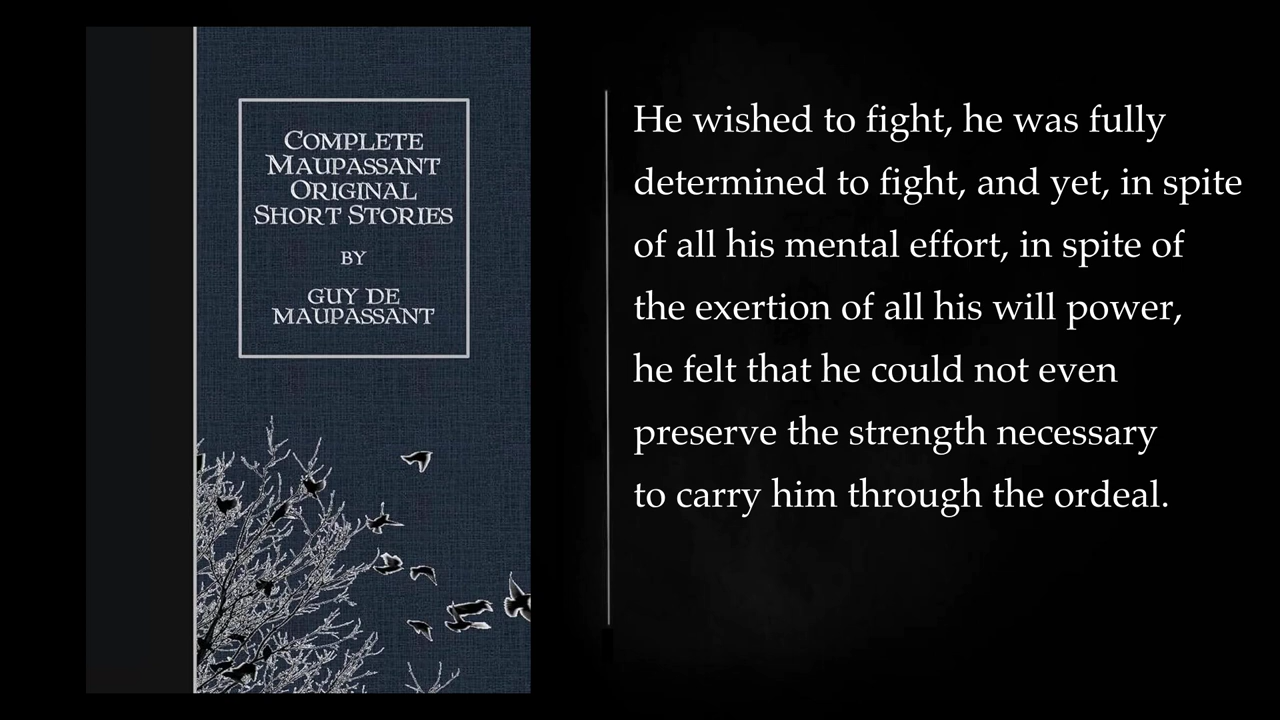 COMPLETE
MAUPASSANT
ORIGINAL
SHORT STORIES
BY
GUY DE
MAUPASSANT
He wished to fight, he was fully
determined to fight, and yet, in spite
of all his mental effort, in spite of
the exertion of all his will power,
he felt that he could not even
preserve the strength necessary
to carry him through the ordeal.